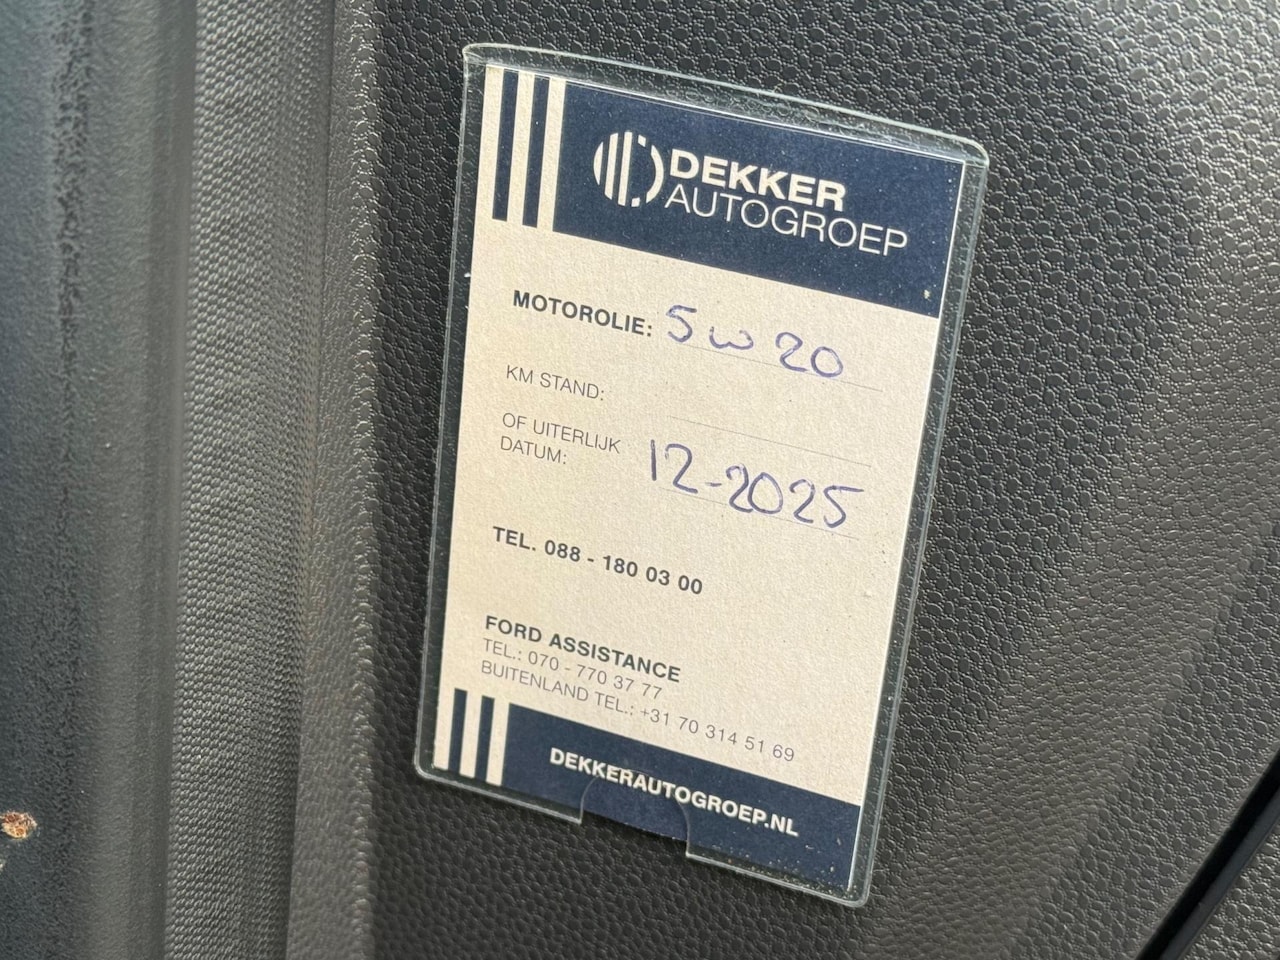 DEKKER
AUTOGROEP
MOTOROLIE: 5w20
KM STAND:
OF UITERLIJK
DATUM: 12-2025
TEL. 088 - 180 03 00
FORD ASSISTANCE
TEL.: 070 - 770 37 77
BUITENLAND TEL.: +31 70 314 51 69
DEKKERAUTOGROEP.NL